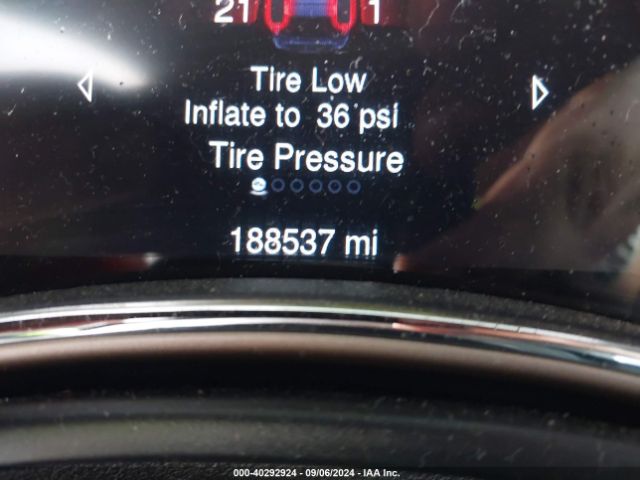 21 1
Tire Low
Inflate to 36 psi
Tire Pressure
188537 mi
000-40292924 - 09/06/2024 - IAA Inc.